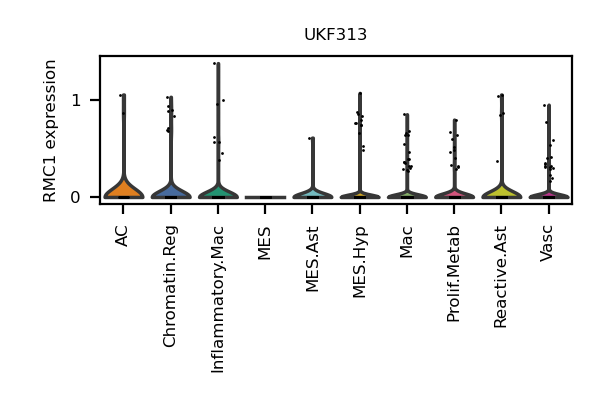 UKF313
RMC1 expression
1
0
AC
Chromatin.Reg
Inflammatory.Mac
MES
MES.Ast
MES.Hyp
Mac
Prolif.Metab
Reactive.Ast
Vasc